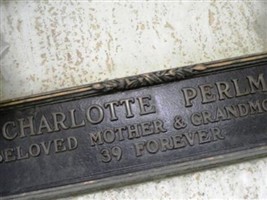 CHARLOTTE PERLM
BELOVED MOTHER & GRANDMO
39 FOREVER